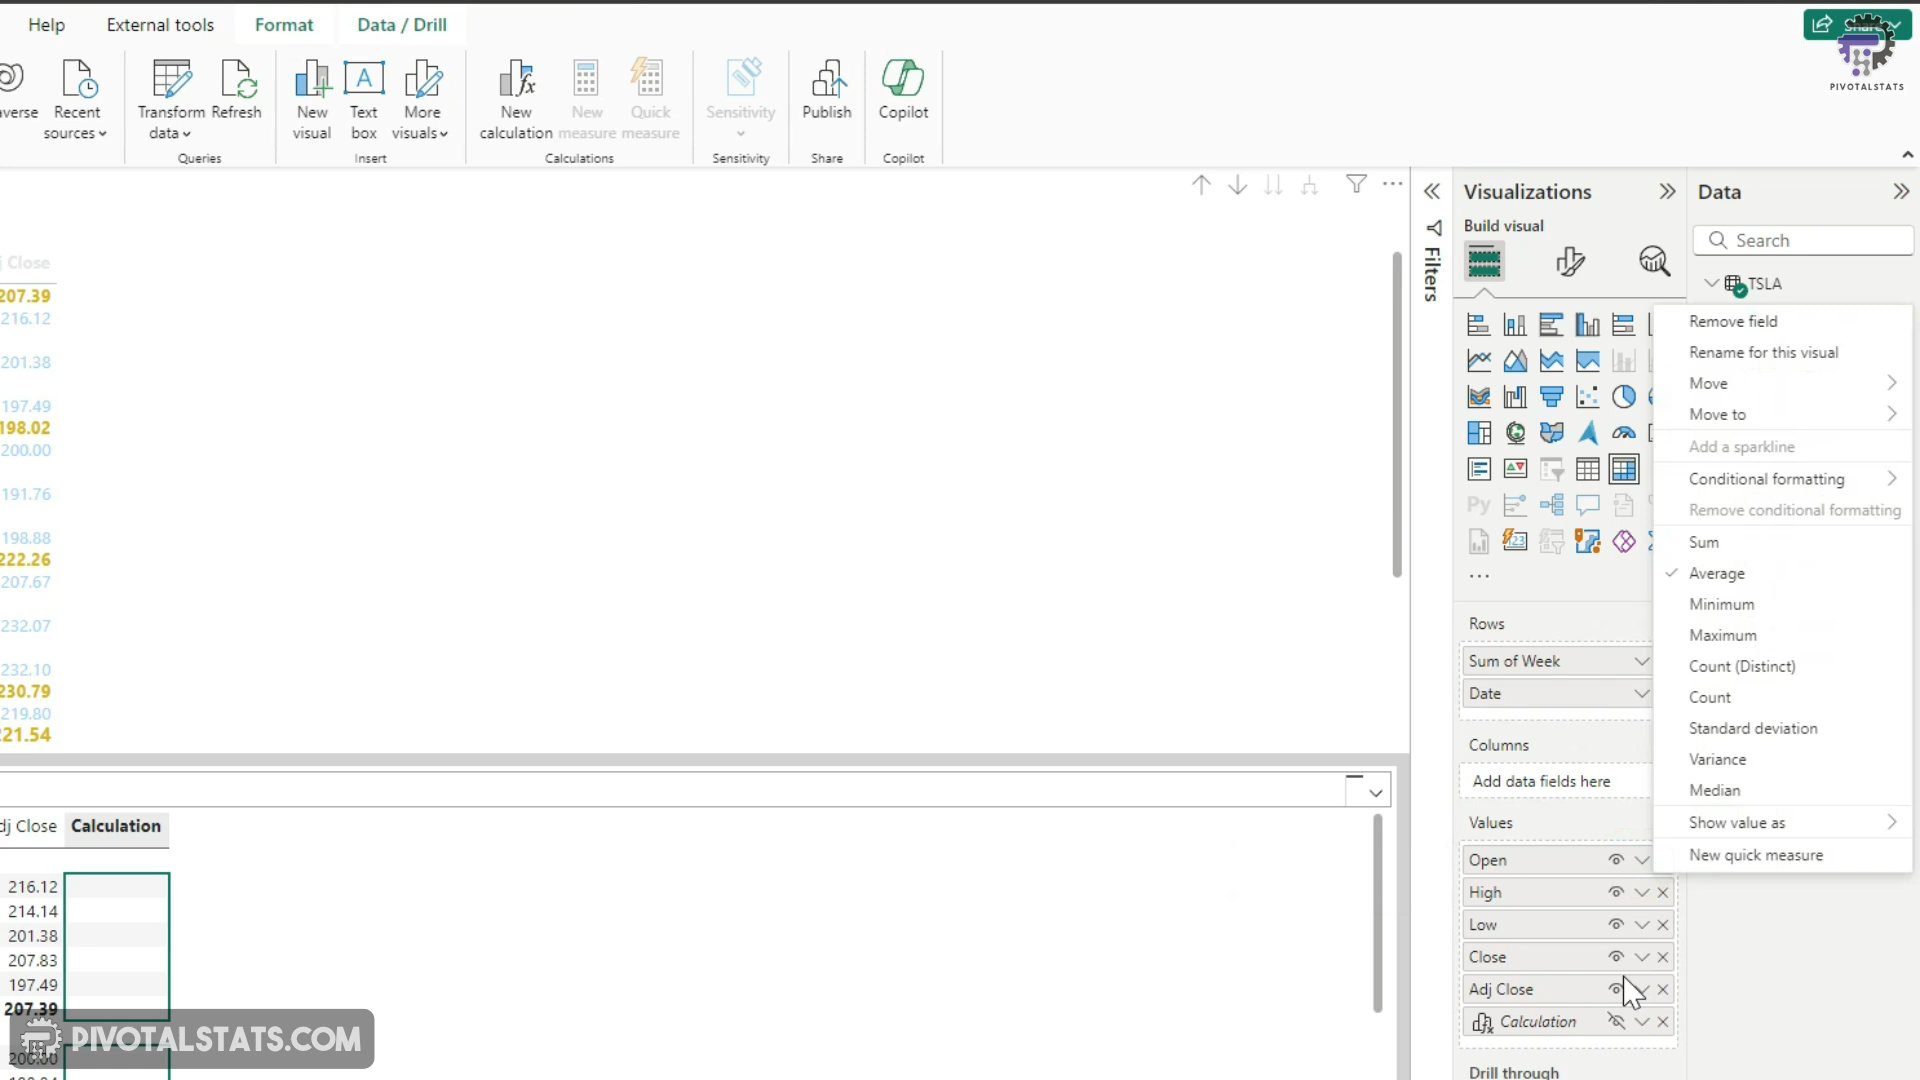 Help
External tools
Format
Data / Drill
Share
PIVOTALSTATS
Recent
sources
Transform
data
Refresh
Queries
New
visual
Text
box
More
visuals
Insert
New
calculation
New
measure
Quick
measure
Calculations
Sensitivity
Sensitivity
Publish
Share
Copilot
Copilot
Close
207.39
216.12
201.38
197.49
198.02
200.00
191.76
198.88
222.26
207.67
232.07
232.10
230.79
219.80
221.54
Filters
Visualizations
Build visual
Data
Search
TSLA
Py
123
Rows
Sum of Week
Date
Columns
Add data fields here
Values
Open
High
Low
Close
Adj Close
Calculation
Drill through
Remove field
Rename for this visual
Move
Move to
Add a sparkline
Conditional formatting
Remove conditional formatting
Sum
Average
Minimum
Maximum
Count (Distinct)
Count
Standard deviation
Variance
Median
Show value as
New quick measure
dj Close
Calculation
216.12
214.14
201.38
207.83
197.49
207.39
200.00
PIVOTALSTATS.COM